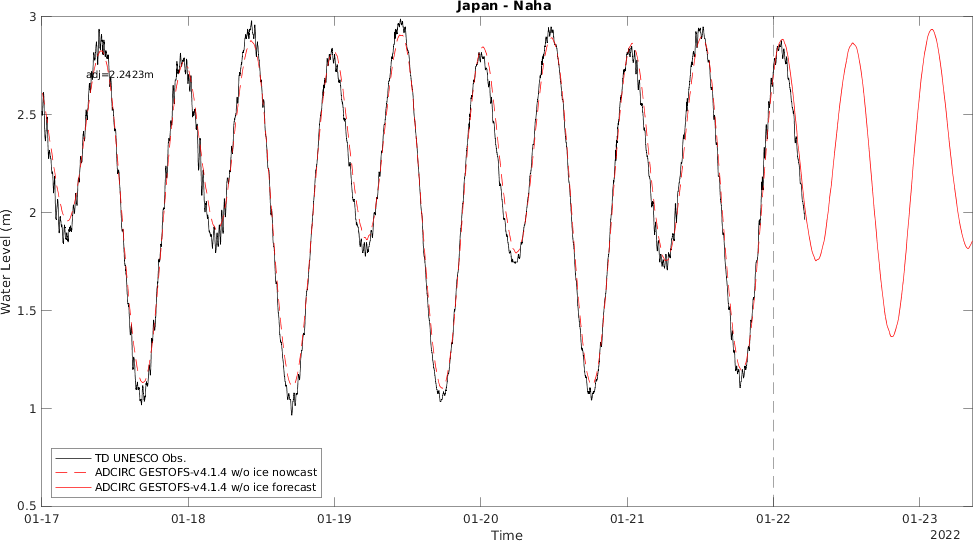 Japan - Naha
3
2.5
2
1.5
1
0.5
Water Level (m)
adj=2.2423m
TD UNESCO Obs.
ADCIRC GESTOFS-v4.1.4 w/o ice nowcast
ADCIRC GESTOFS-v4.1.4 w/o ice forecast
01-17 01-18 01-19 01-20 01-21 01-22 01-23
Time
2022